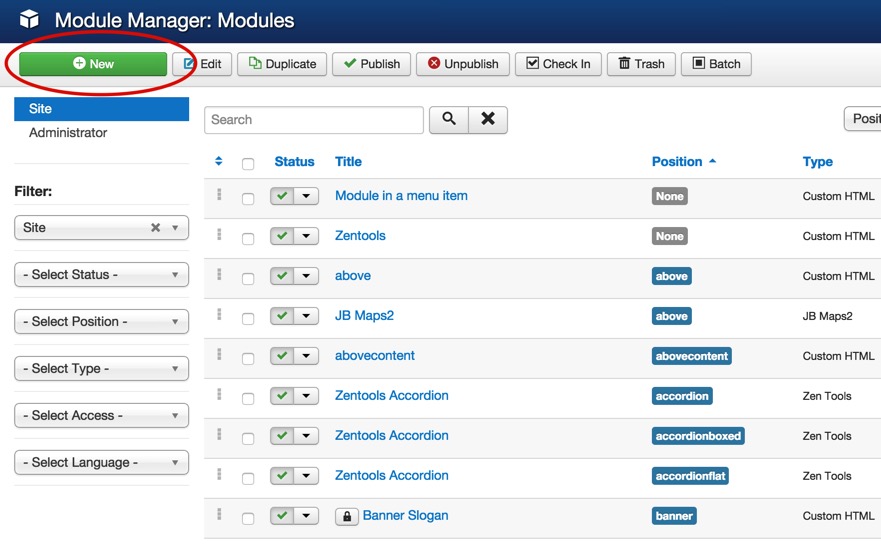 Module Manager: Modules
New Edit Duplicate Publish Unpublish Check In Trash Batch
Site
Administrator
Filter:
Site
- Select Status -
- Select Position -
- Select Type -
- Select Access -
- Select Language -
Search
Posit
Status Title Position Type
Module in a menu item None Custom HTML
Zentools None Custom HTML
above above Custom HTML
JB Maps2 above JB Maps2
abovecontent abovecontent Custom HTML
Zentools Accordion accordion Zen Tools
Zentools Accordion accordionboxed Zen Tools
Zentools Accordion accordionflat Zen Tools
Banner Slogan banner Custom HTML